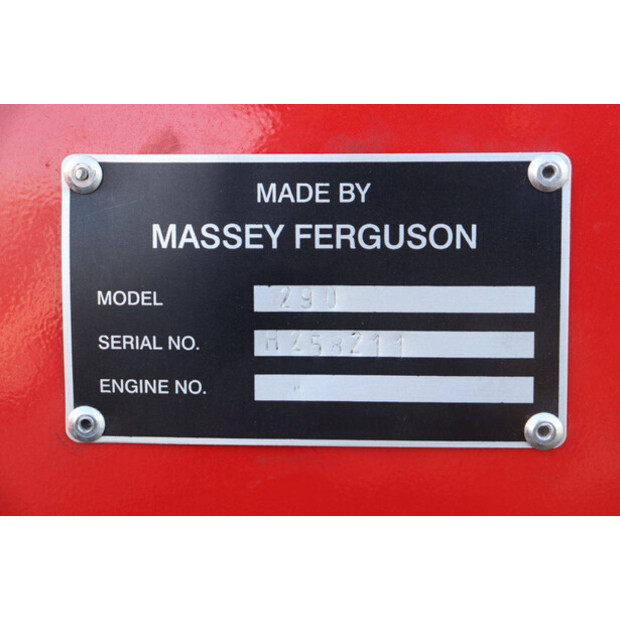 MADE BY
MASSEY FERGUSON
MODEL 290
SERIAL NO.
ENGINE NO.